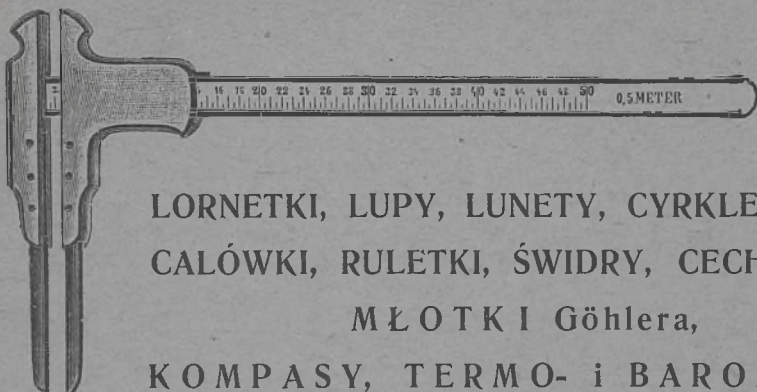 16 18 20 22 24 26 28 30 32 34 36 38 40 42 44 46 48 50 0,5 METER
LORNETKI, LUPY, LUNETY, CYRKLE
CALÓWKI, RULETKI, ŚWIDRY, CECH
MŁOTKI Göhlera,
KOMPASY, TERMO- i BARO